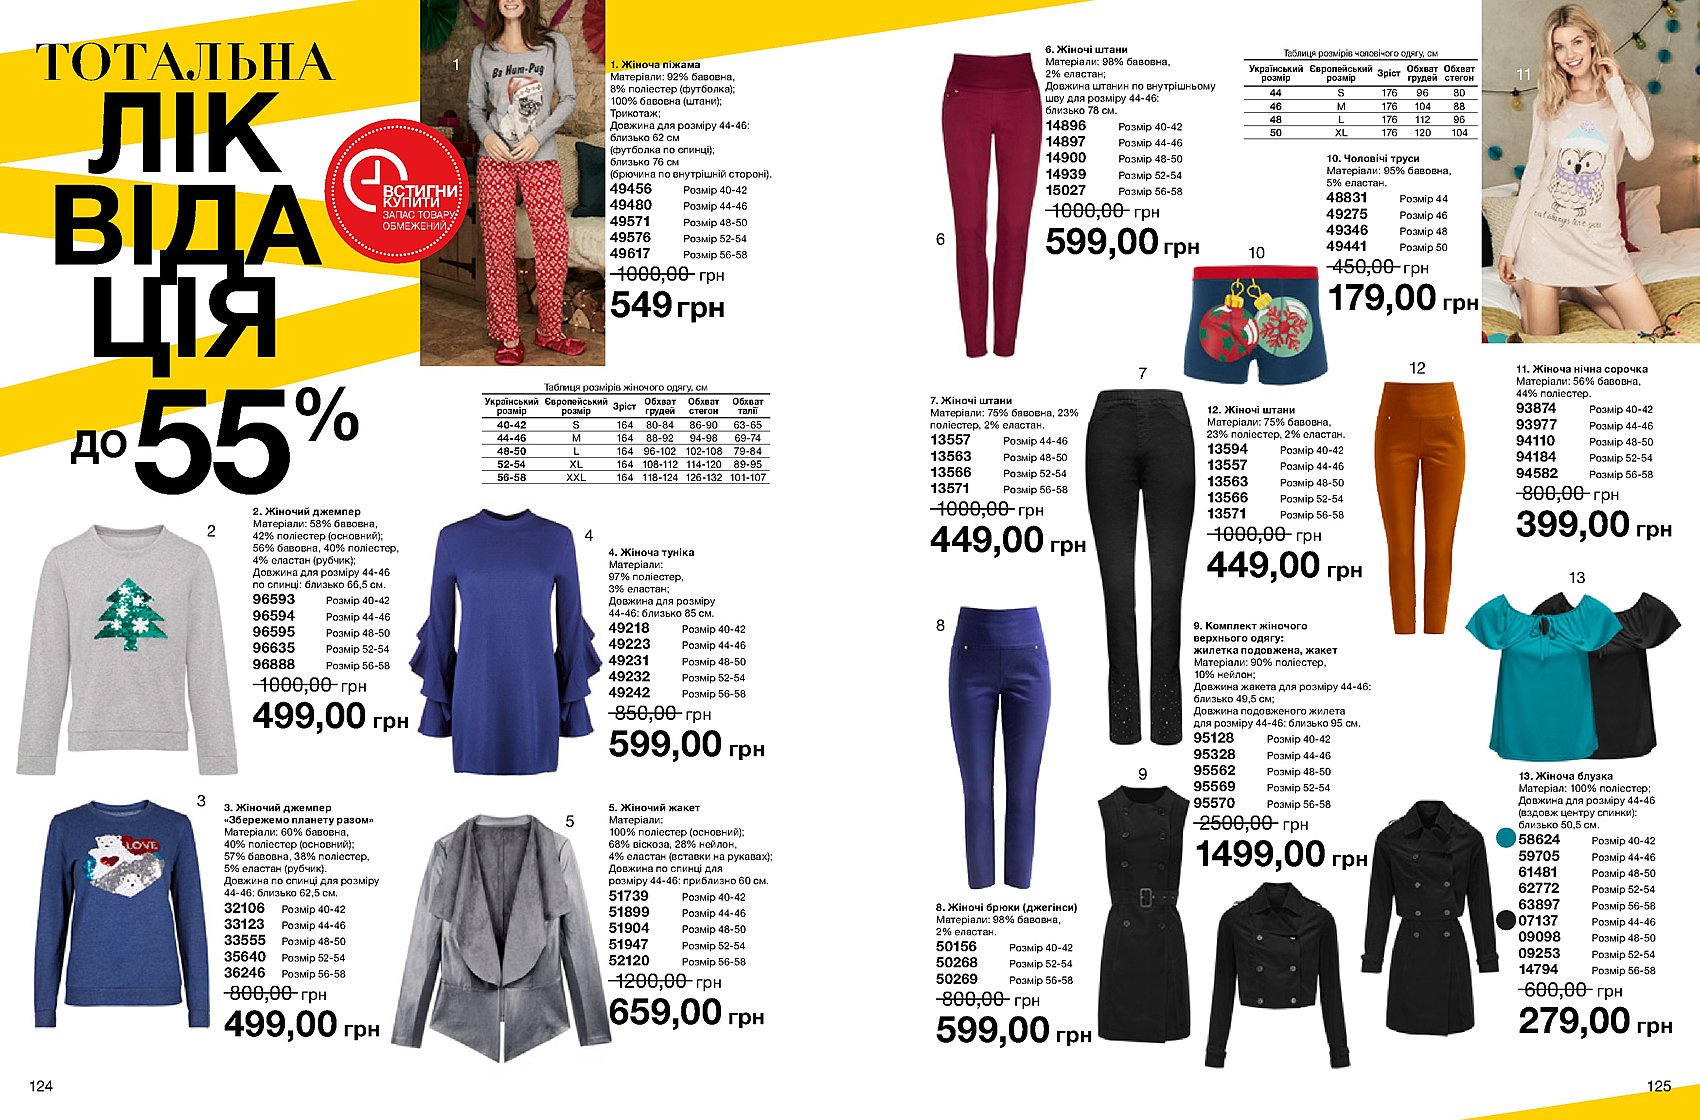 ТОТАЛЬНА
ЛІК
ВІДА
ЦІЯ
ДО 55%
ВСТИГНИ
КУПИТИ
ЗАПАС ТОВАРУ
ОБМЕЖЕНИЙ!
1
Ba Hum-Pug
1. Жіноча піжама
Матеріали: 92% бавовна,
8% поліестер (футболка);
100% бавовна (штани);
Трикотаж;
Довжина для розміру 44-46:
близько 62 см
(футболка по спинці);
близько 76 см
(брючина по внутрішній стороні).
49456 Розмір 40-42
49480 Розмір 44-46
49571 Розмір 48-50
49576 Розмір 52-54
49617 Розмір 56-58
1000,00 грн
549 грн
Таблиця розмірів жіночого одягу, см
Український розмір Європейський розмір Зріст Обхват грудей Обхват стегон Обхват талії
40-42 S 164 80-84 86-90 63-65
44-46 M 164 88-92 94-98 69-74
48-50 L 164 96-102 102-108 79-84
52-54 XL 164 108-112 114-120 89-95
56-58 XXL 164 118-124 126-132 101-107
2
2. Жіночий джемпер
Матеріали: 58% бавовна,
42% поліестер (основний);
56% бавовна, 40% поліестер,
4% еластан (рубчик);
Довжина для розміру 44-46
по спинці: близько 66,5 см.
96593 Розмір 40-42
96594 Розмір 44-46
96595 Розмір 48-50
96635 Розмір 52-54
96888 Розмір 56-58
1000,00 грн
499,00 грн
4
4. Жіноча туніка
Матеріали:
97% поліестер,
3% еластан;
Довжина для розміру
44-46: близько 85 см.
49218 Розмір 40-42
49223 Розмір 44-46
49231 Розмір 48-50
49232 Розмір 52-54
49242 Розмір 56-58
850,00 грн
599,00 грн
LOVE
3
3. Жіночий джемпер
«Збережемо планету разом»
Матеріали: 60% бавовна,
40% поліестер (основний);
57% бавовна, 38% поліестер,
5% еластан (рубчик).
Довжина по спинці для розміру
44-46: близько 62,5 см.
32106 Розмір 40-42
33123 Розмір 44-46
33555 Розмір 48-50
35640 Розмір 52-54
36246 Розмір 56-58
800,00 грн
499,00 грн
5
5. Жіночий жакет
Матеріали:
100% поліестер (основний);
68% віскоза, 28% нейлон,
4% еластан (вставки на рукавах);
Довжина по спинці для
розміру 44-46: приблизно 60 см.
51739 Розмір 40-42
51899 Розмір 44-46
51904 Розмір 48-50
51947 Розмір 52-54
52120 Розмір 56-58
1200,00 грн
659,00 грн
124
6
6. Жіночі штани
Матеріали: 98% бавовна,
2% еластан;
Довжина штанин по внутрішньому
шву для розміру 44-46:
близько 78 см.
14896 Розмір 40-42
14897 Розмір 44-46
14900 Розмір 48-50
14939 Розмір 52-54
15027 Розмір 56-58
1000,00 грн
599,00 грн
Таблиця розмірів чоловічого одягу, см
Український розмір Європейський розмір Зріст Обхват грудей Обхват стегон
44 S 176 96 80
46 M 176 104 88
48 L 176 112 96
50 XL 176 120 104
10
10. Чоловічі труси
Матеріали: 95% бавовна,
5% еластан.
48831 Розмір 44
49275 Розмір 46
49346 Розмір 48
49441 Розмір 50
450,00 грн
179,00 грн
11
11. Жіноча нічна сорочка
Матеріали: 56% бавовна,
44% поліестер.
93874 Розмір 40-42
93977 Розмір 44-46
94110 Розмір 48-50
94184 Розмір 52-54
94582 Розмір 56-58
800,00 грн
399,00 грн
7
7. Жіночі штани
Матеріали: 75% бавовна, 23%
поліестер, 2% еластан.
13557 Розмір 44-46
13563 Розмір 48-50
13566 Розмір 52-54
13571 Розмір 56-58
1000,00 грн
449,00 грн
12
12. Жіночі штани
Матеріали: 75% бавовна,
23% поліестер, 2% еластан.
13594 Розмір 40-42
13557 Розмір 44-46
13563 Розмір 48-50
13566 Розмір 52-54
13571 Розмір 56-58
1000,00 грн
449,00 грн
8
8. Жіночі брюки (джегінси)
Матеріали: 98% бавовна,
2% еластан.
50156 Розмір 40-42
50268 Розмір 52-54
50269 Розмір 56-58
800,00 грн
599,00 грн
9
9. Комплект жіночого
верхнього одягу:
жилетка подовжена, жакет
Матеріали: 90% поліестер,
10% нейлон;
Довжина жакета для розміру 44-46:
близько 49,5 см;
Довжина подовженого жилета
для розміру 44-46: близько 95 см.
95128 Розмір 40-42
95328 Розмір 44-46
95562 Розмір 48-50
95569 Розмір 52-54
95570 Розмір 56-58
2500,00 грн
1499,00 грн
13
13. Жіноча блузка
Матеріал: 100% поліестер;
Довжина для розміру 44-46
(вздовж центру спинки):
близько 50,5 см.
58624 Розмір 40-42
59705 Розмір 44-46
61481 Розмір 48-50
62772 Розмір 52-54
63897 Розмір 56-58
07137 Розмір 44-46
09098 Розмір 48-50
09253 Розмір 52-54
14794 Розмір 56-58
600,00 грн
279,00 грн
125